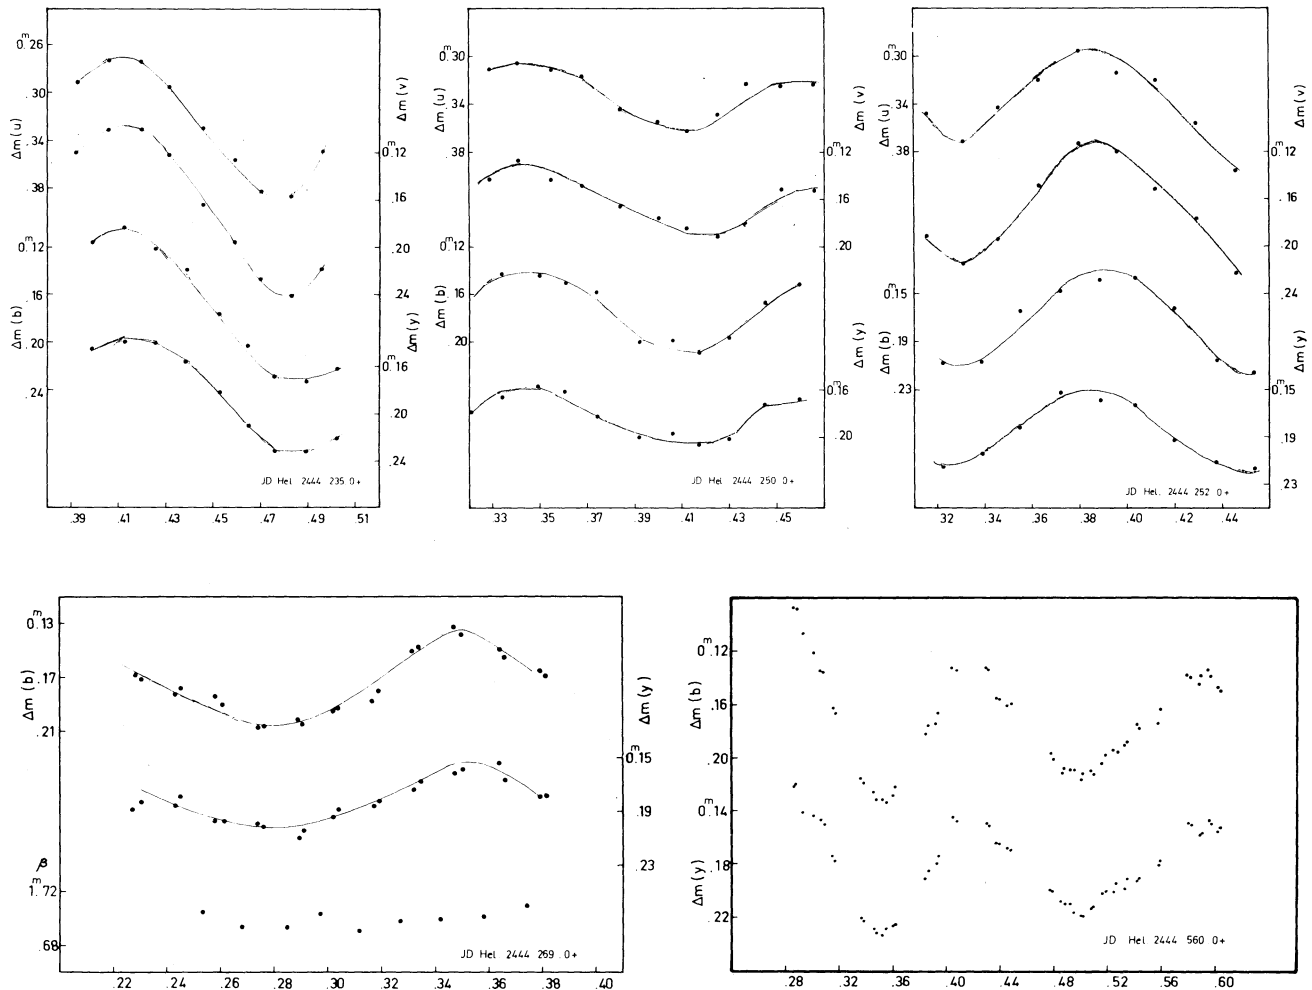 0.26 m
.30
.34
.38
0.12 m
.16
.20
.24
Δm (u)
Δm (b)
0.12 m
.16
.20
.24
0.16 m
.20
.24
Δm (v)
Δm (y)
JD Hel. 2444 235.0+
.39 .41 .43 .45 .47 .49 .51
0.30 m
.34
.38
0.12 m
.16
.20
Δm (u)
Δm (b)
0.12 m
.16
.20
0.16 m
.20
Δm (v)
Δm (y)
JD Hel 2444 250 0+
33 .35 .37 .39 .41 .43 .45
0.30 m
.34
.38
0.15 m
.19
.23
Δm (u)
Δm (b)
0.12 m
.16
.20
.24
0.15 m
.19
.23
Δm (v)
Δm (y)
JD Hel. 2444 252 0+
32 .34 .36 .38 .40 .42 .44
0.13 m
.17
.21
Δm (b)
β
1.72 m
.68
0.15 m
.19
.23
Δm (y)
JD Hel 2444 269.0+
.22 .24 .26 .28 .30 .32 .34 .36 .38 .40
0.12 m
.16
.20
0.14 m
.18
.22
Δm (b)
Δm (y)
JD Hel 2444 560 0+
.28 .32 .36 .40 .44 .48 .52 .56 .60